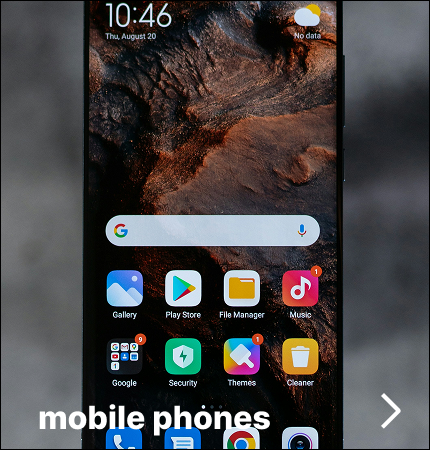 10:46
Thu, August 20
No data
Gallery
Play Store
File Manager
Music
1
Google
9
1
Security
Themes
1
Cleaner
mobile phones